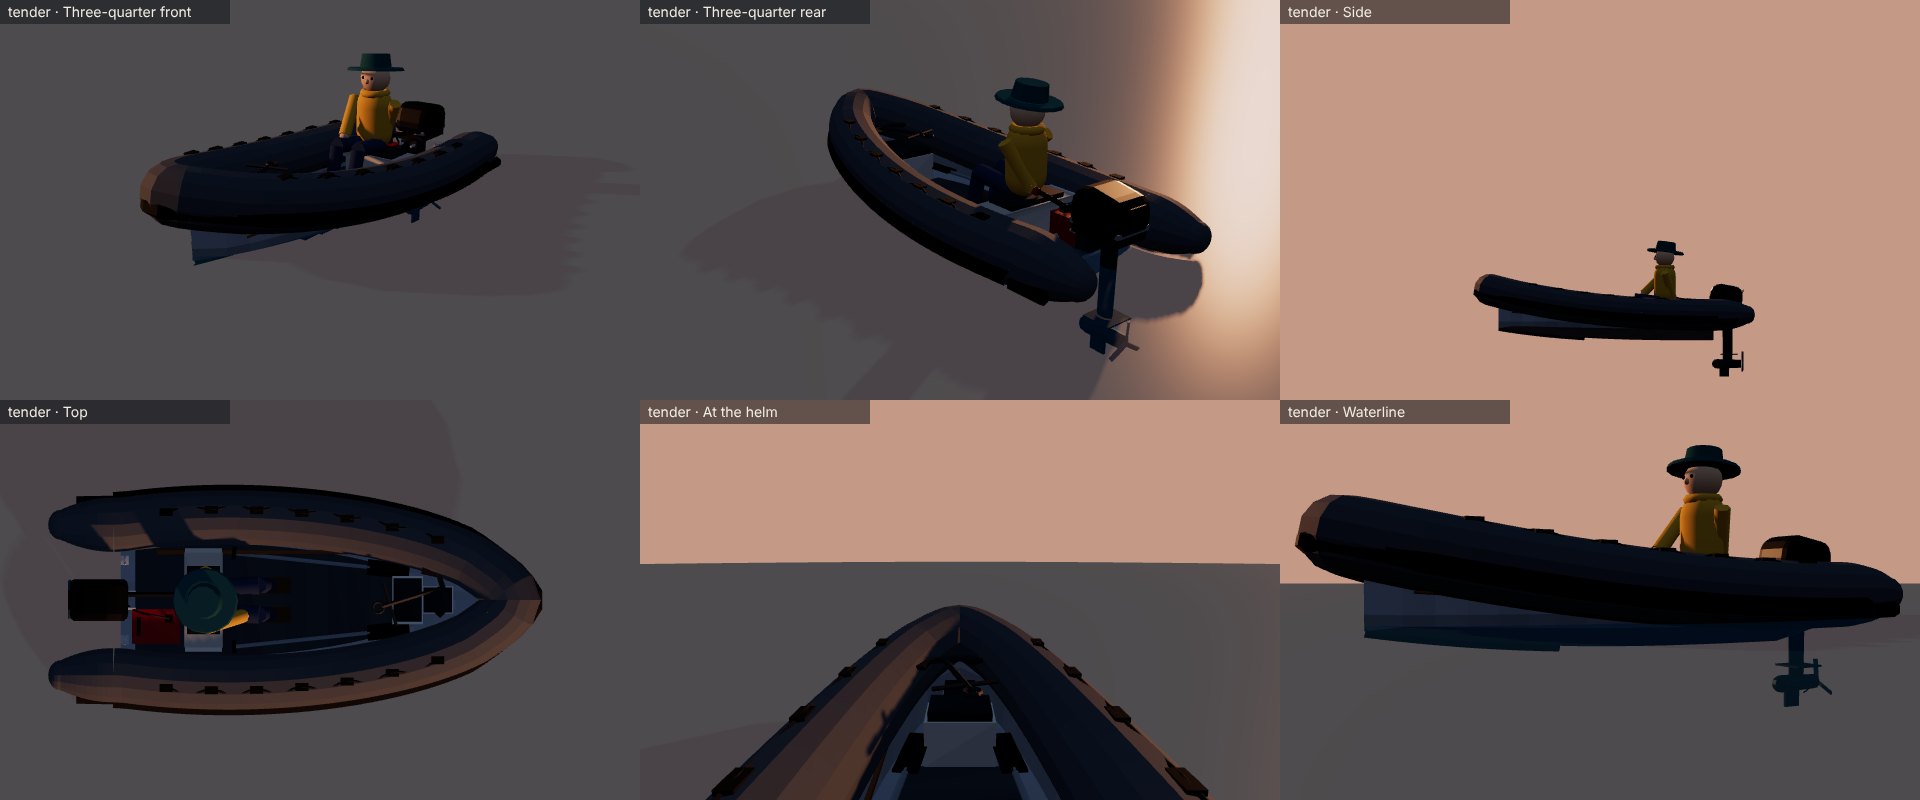 tender · Three-quarter front
tender · Three-quarter rear
tender · Side
tender · Top
tender · At the helm
tender · Waterline